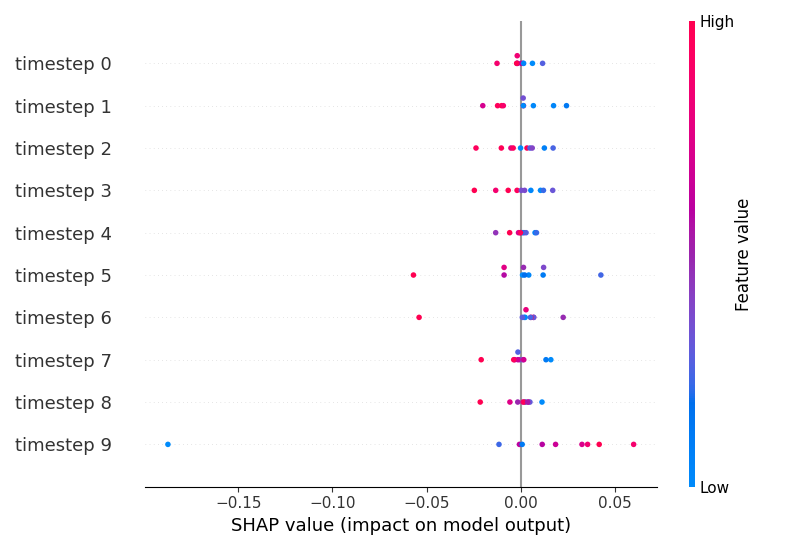 High
timestep 0
timestep 1
timestep 2
timestep 3
timestep 4
timestep 5
timestep 6
timestep 7
timestep 8
timestep 9
Feature value
Low
−0.15 −0.10 −0.05 0.00 0.05
SHAP value (impact on model output)